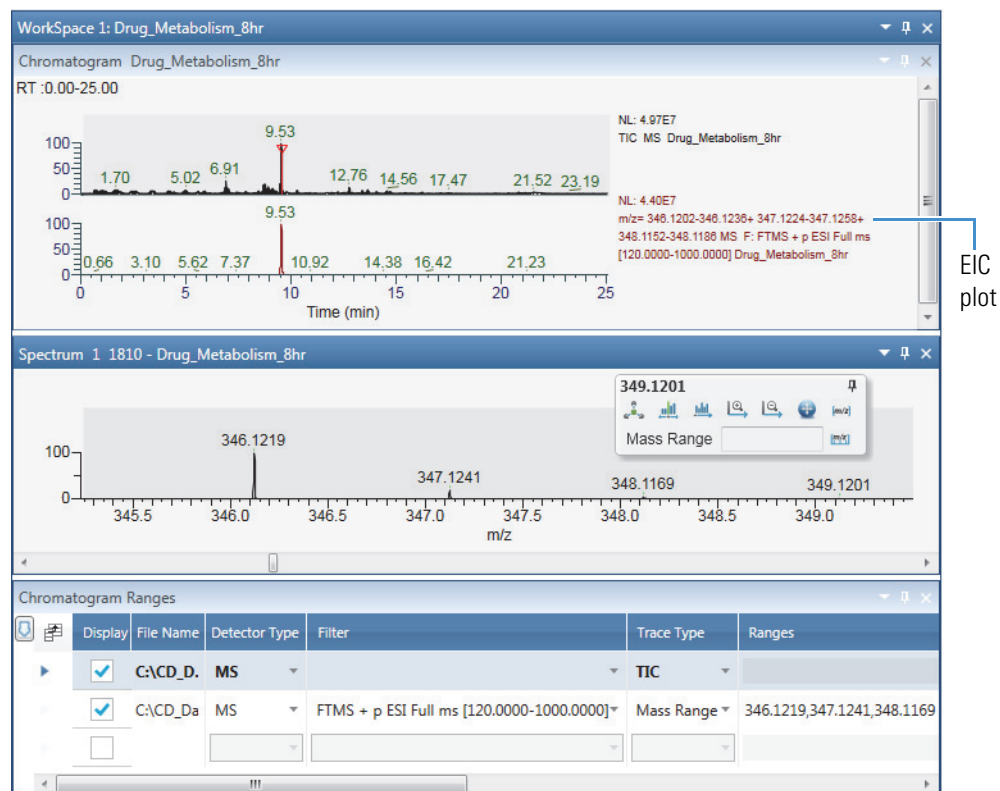 WorkSpace 1: Drug_Metabolism_8hr
Chromatogram Drug_Metabolism_8hr
RT :0.00-25.00
NL: 4.97E7
TIC MS Drug_Metabolism_8hr
100
50
0
1.70 5.02 6.91 9.53 12.76 14.56 17.47 21.52 23.19
NL: 4.40E7
m/z= 346.1202-346.1236+ 347.1224-347.1258+
348.1152-348.1186 MS F: FTMS + p ESI Full ms
[120.0000-1000.0000] Drug_Metabolism_8hr
EIC
plot
100
50
0
0.66 3.10 5.62 7.37 9.53 10.92 14.38 16.42 21.23
0 5 10 15 20 25
Time (min)
Spectrum 1 1810 - Drug_Metabolism_8hr
349.1201
[m/z]
Mass Range
[m/z]
100
0
346.1219 347.1241 348.1169 349.1201
345.5 346.0 346.5 347.0 347.5 348.0 348.5 349.0
m/z
Chromatogram Ranges
Display File Name Detector Type Filter Trace Type Ranges
C:\CD_D. MS TIC
C:\CD_Da MS FTMS + p ESI Full ms [120.0000-1000.0000] Mass Range 346.1219,347.1241,348.1169